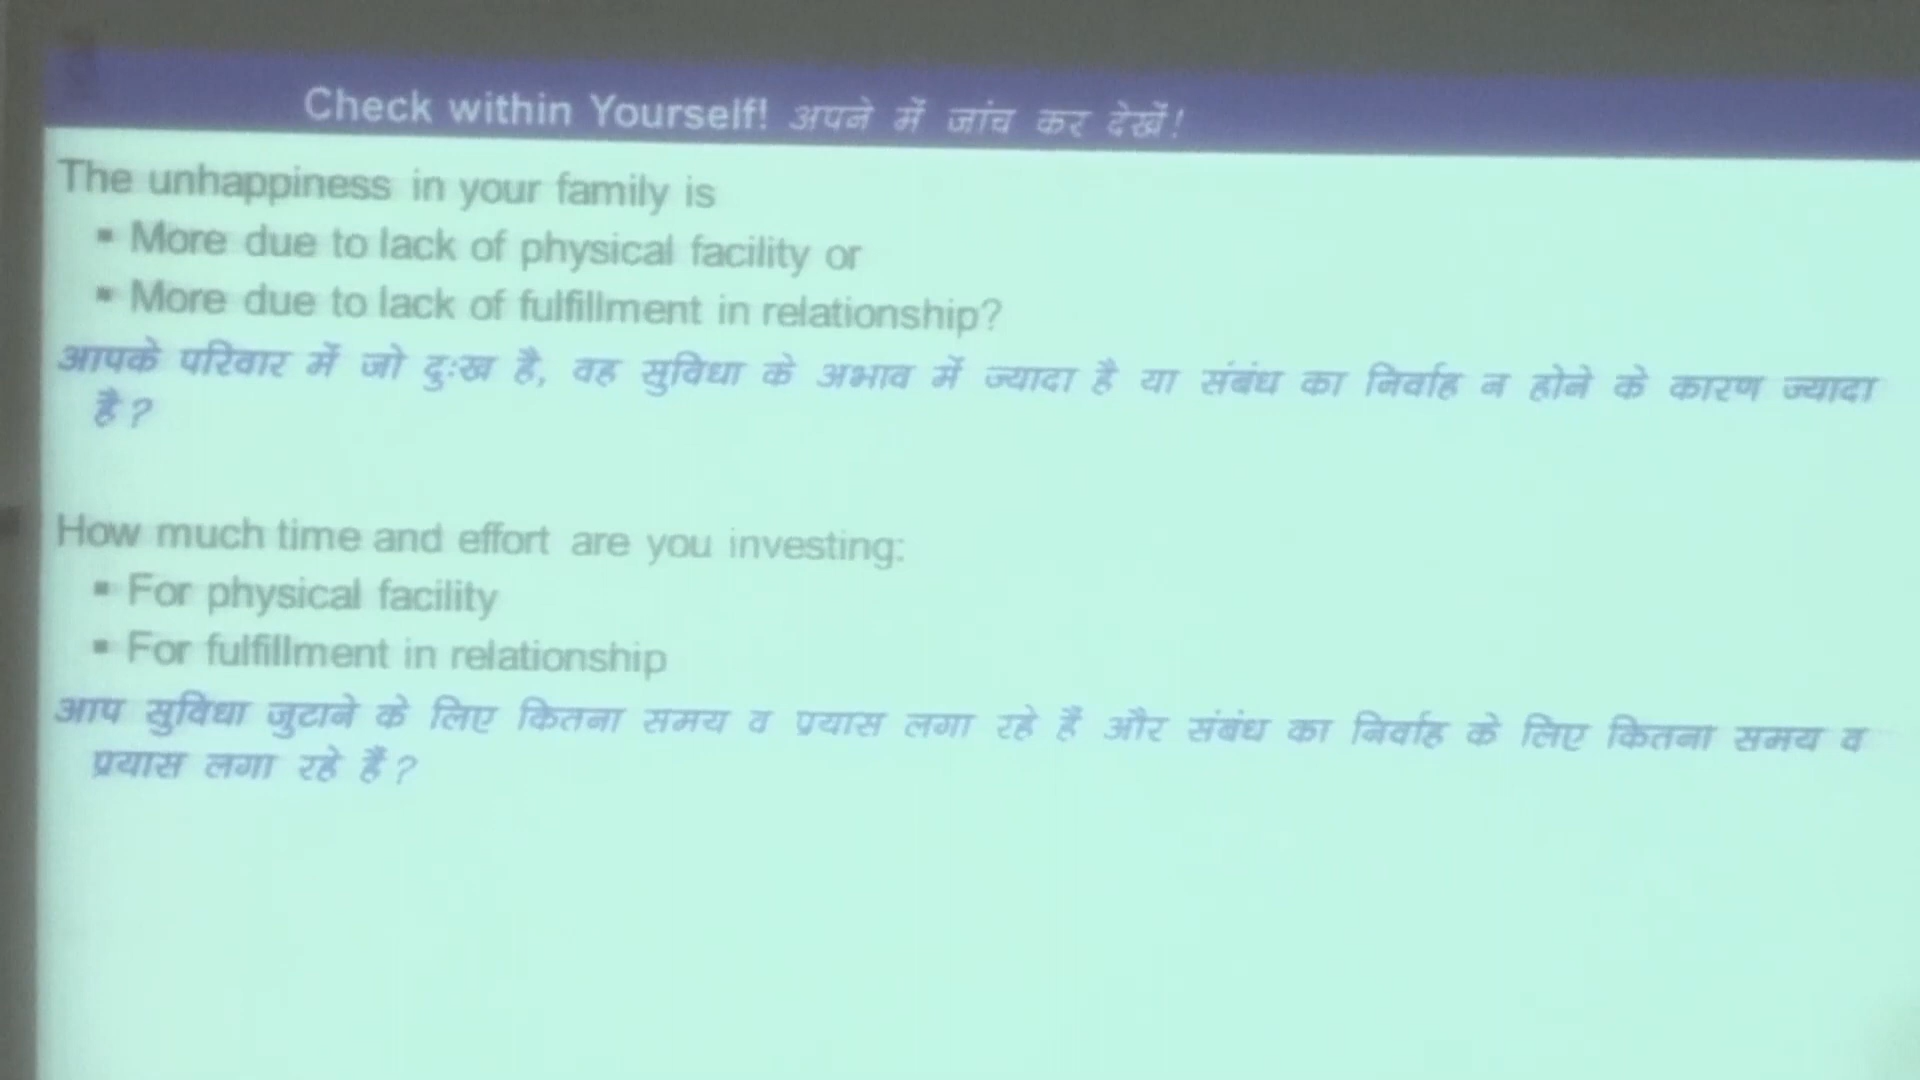 Check within Yourself! अपने में जांच कर देखें!
The unhappiness in your family is
▪ More due to lack of physical facility or
▪ More due to lack of fulfillment in relationship?
आपके परिवार में जो दुःख है, वह सुविधा के अभाव में ज्यादा है या संबंध का निर्वाह न होने के कारण ज्यादा
है?
How much time and effort are you investing:
▪ For physical facility
▪ For fulfillment in relationship
आप सुविधा जुटाने के लिए कितना समय व प्रयास लगा रहे हैं और संबंध का निर्वाह के लिए कितना समय व
प्रयास लगा रहे हैं?